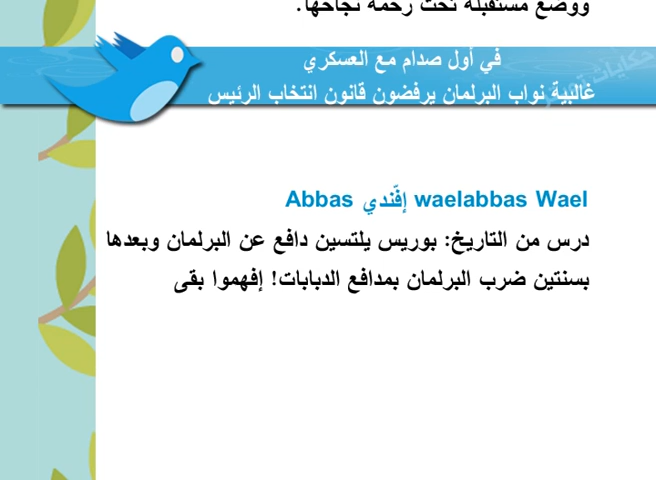 ووضع مستقبله تحت رحمة نجاحها.
في أول صدام مع العسكري
غالبية نواب البرلمان يرفضون قانون انتخاب الرئيس
waelabbas Wael إفّندي Abbas
درس من التاريخ: بوريس يلتسين دافع عن البرلمان وبعدها
بسنتين ضرب البرلمان بمدافع الدبابات! إفهموا بقى